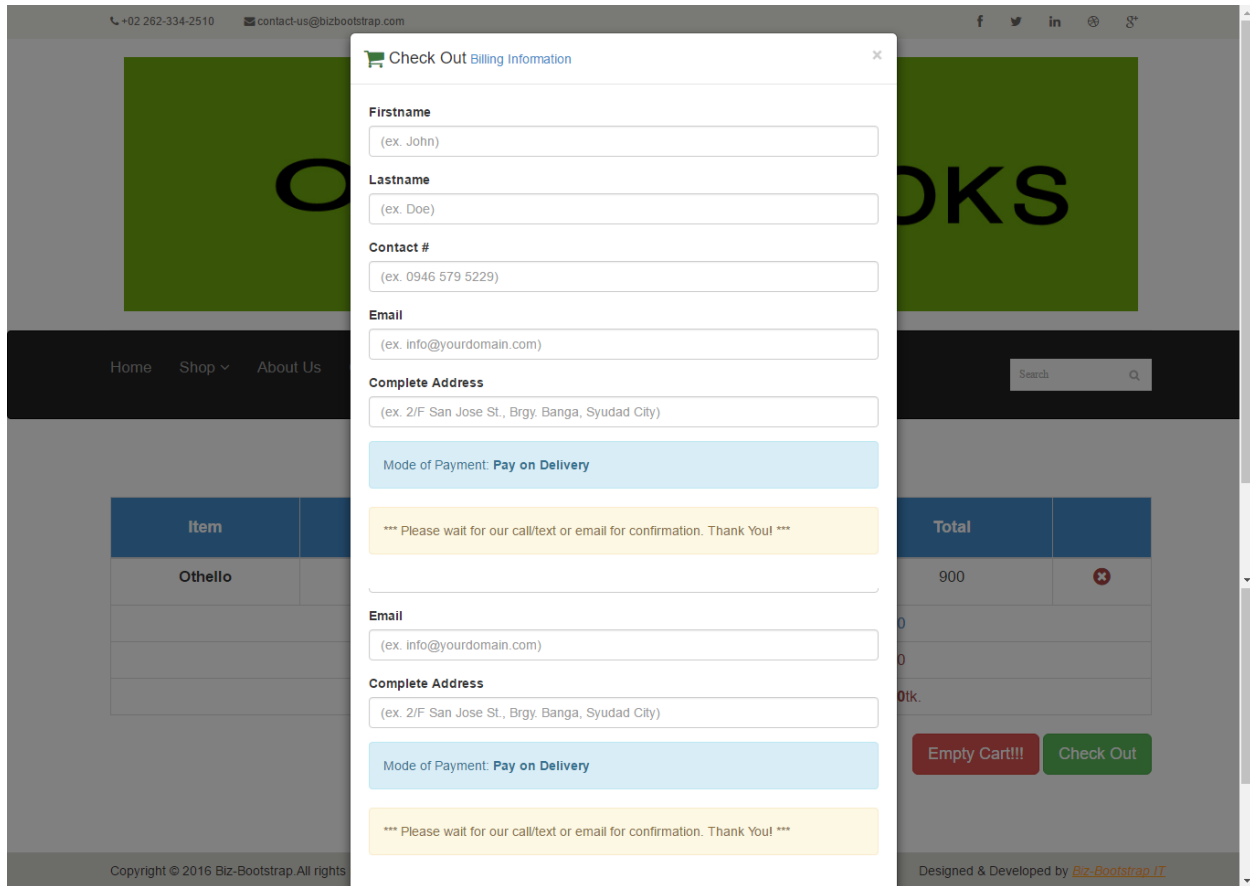 +02 262-334-2510 contact-us@bizbootstrap.com
Check Out Billing Information ×
Firstname
(ex. John)
Lastname
(ex. Doe)
Contact #
(ex. 0946 579 5229)
Email
(ex. info@yourdomain.com)
Home Shop About Us Search
Complete Address
(ex. 2/F San Jose St., Brgy. Banga, Syudad City)
Mode of Payment: Pay on Delivery
Item Total
*** Please wait for our call/text or email for confirmation. Thank You! ***
Othello 900
Email
(ex. info@yourdomain.com)
Complete Address
0tk.
(ex. 2/F San Jose St., Brgy. Banga, Syudad City)
Empty Cart!!! Check Out
Mode of Payment: Pay on Delivery
*** Please wait for our call/text or email for confirmation. Thank You! ***
Copyright © 2016 Biz-Bootstrap.All rights Designed & Developed by Biz-Bootstrap IT